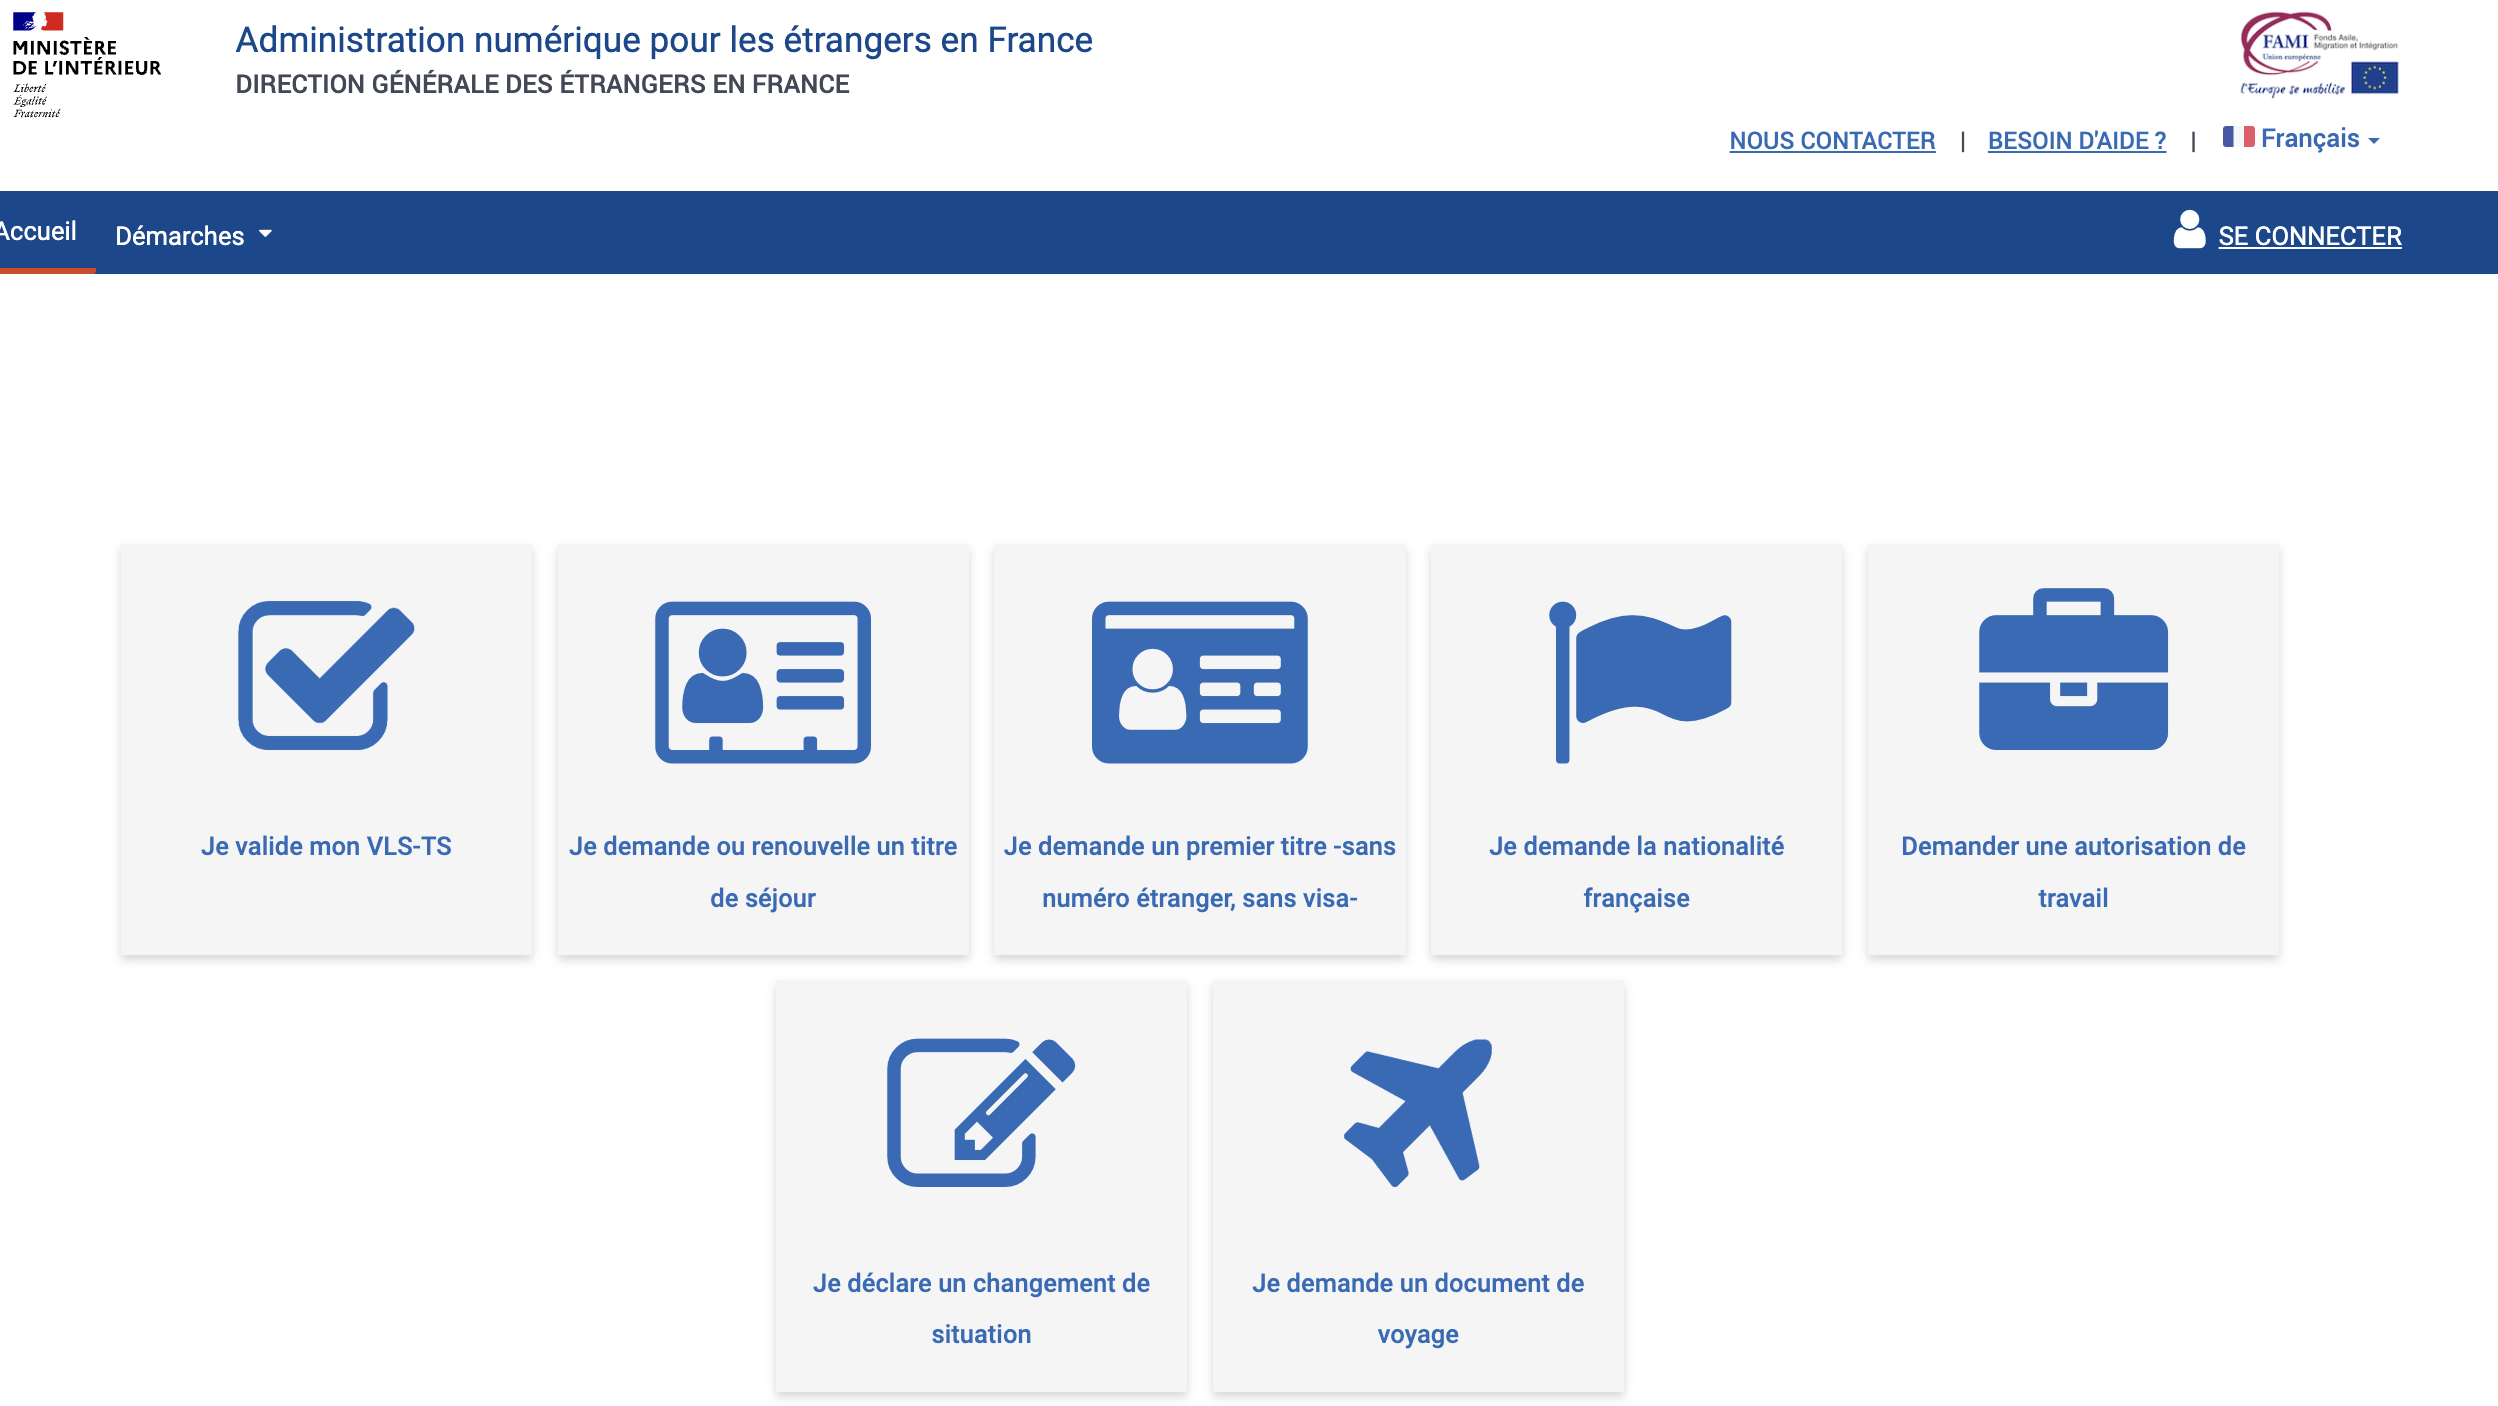 MINISTÈRE
DE L'INTÉRIEUR
Liberté
Égalité
Fraternité
Administration numérique pour les étrangers en France
DIRECTION GÉNÉRALE DES ÉTRANGERS EN FRANCE
FAMI
Fonds Asile,
Migration et Intégration
Union européenne
l'Europe se mobilise
NOUS CONTACTER | BESOIN D'AIDE ? | Français
Accueil Démarches SE CONNECTER
Je valide mon VLS-TS
Je demande ou renouvelle un titre
de séjour
Je demande un premier titre -sans
numéro étranger, sans visa-
Je demande la nationalité
française
Demander une autorisation de
travail
Je déclare un changement de
situation
Je demande un document de
voyage